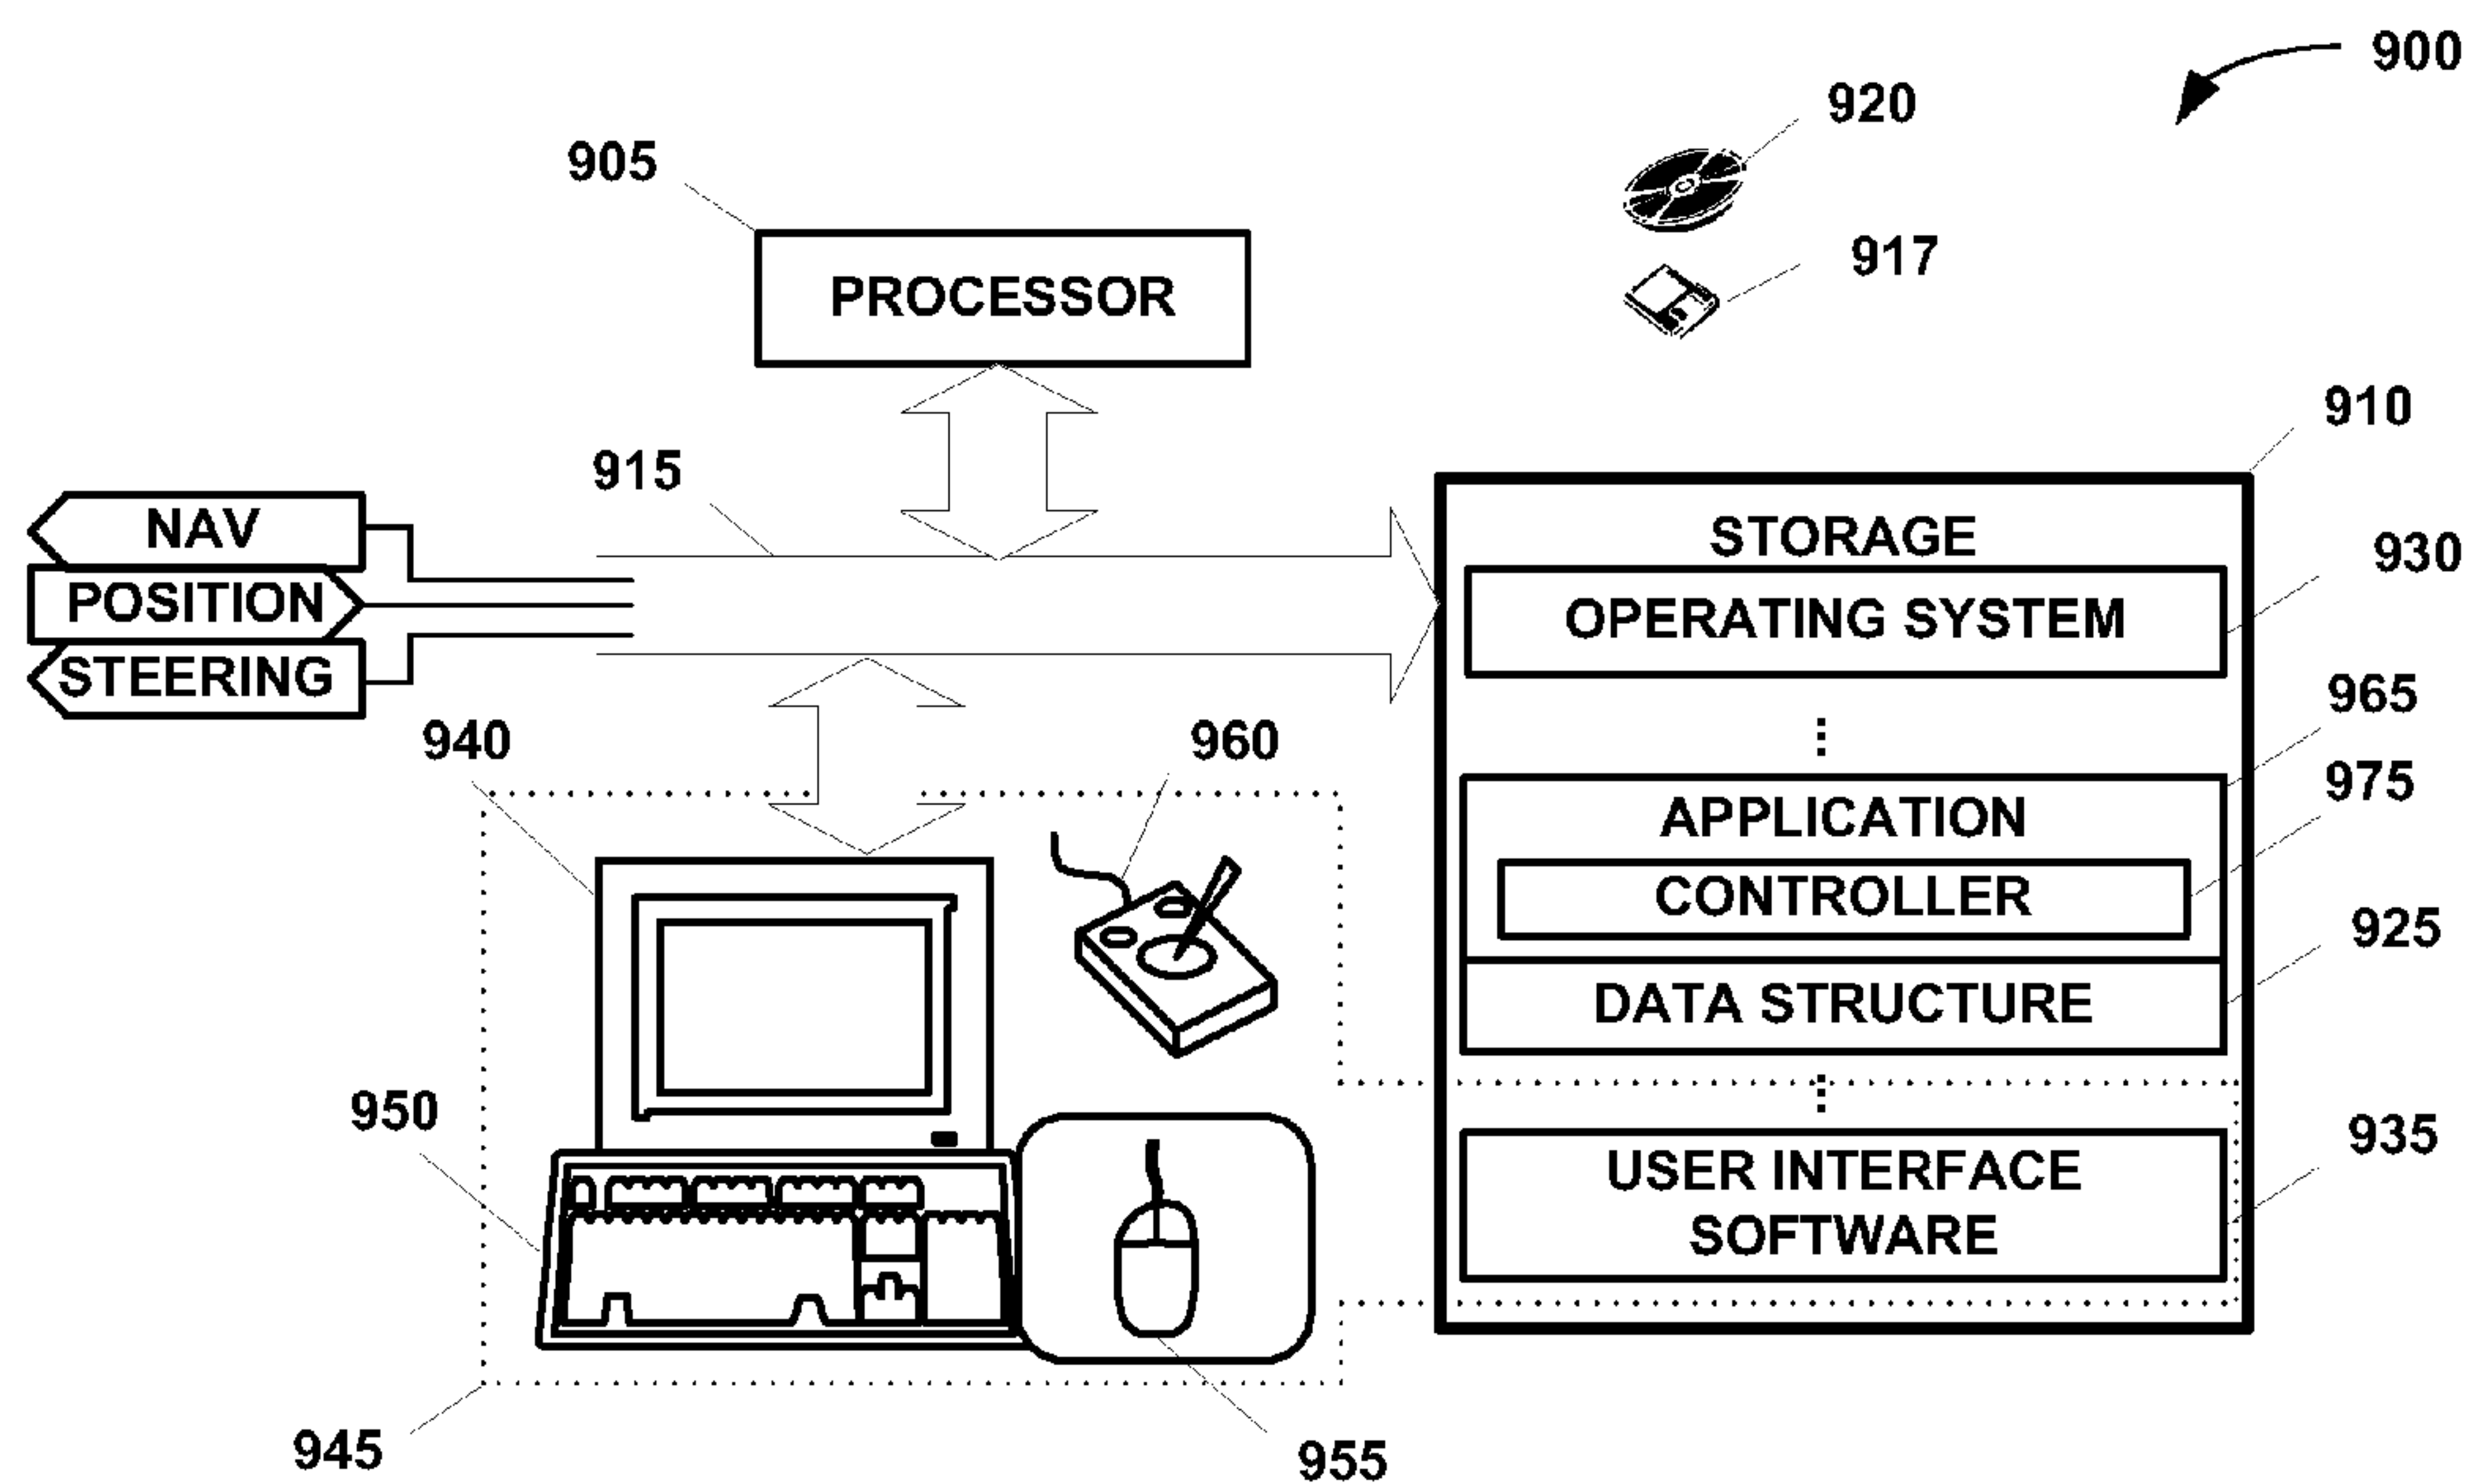 900
920
905
917
PROCESSOR
910
915
NAV
STORAGE
930
POSITION
OPERATING SYSTEM
STEERING
965
940
960
975
APPLICATION
CONTROLLER
925
DATA STRUCTURE
950
935
USER INTERFACE
SOFTWARE
945
955